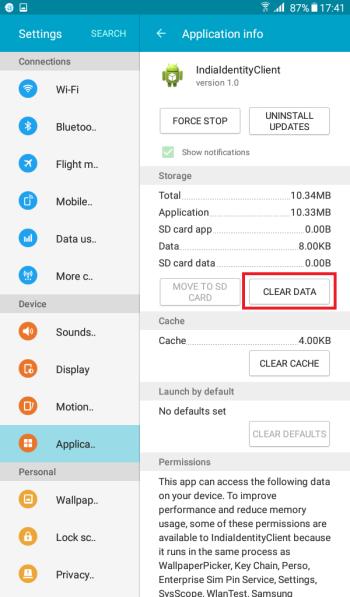 87% 17:41
Settings
SEARCH
Application info
Connections
Wi-Fi
Bluetoo..
Flight m..
Mobile..
Data us..
More c..
Device
Sounds..
Display
Motion..
Applica..
Personal
Wallpap..
Lock sc..
Privacy..
IndiaIdentityClient
version 1.0
FORCE STOP
UNINSTALL
UPDATES
Show notifications
Storage
Total 10.34MB
Application 10.33MB
SD card app 0.00B
Data 8.00KB
SD card data 0.00B
MOVE TO SD
CARD
CLEAR DATA
Cache
Cache 4.00KB
CLEAR CACHE
Launch by default
No defaults set
CLEAR DEFAULTS
Permissions
This app can access the following data
on your device. To improve
performance and reduce memory
usage, some of these permissions are
available to IndiaIdentityClient because
it runs in the same process as
WallpaperPicker, Key Chain, Perso,
Enterprise Sim Pin Service, Settings,
SysScope, WlanTest, Samsung